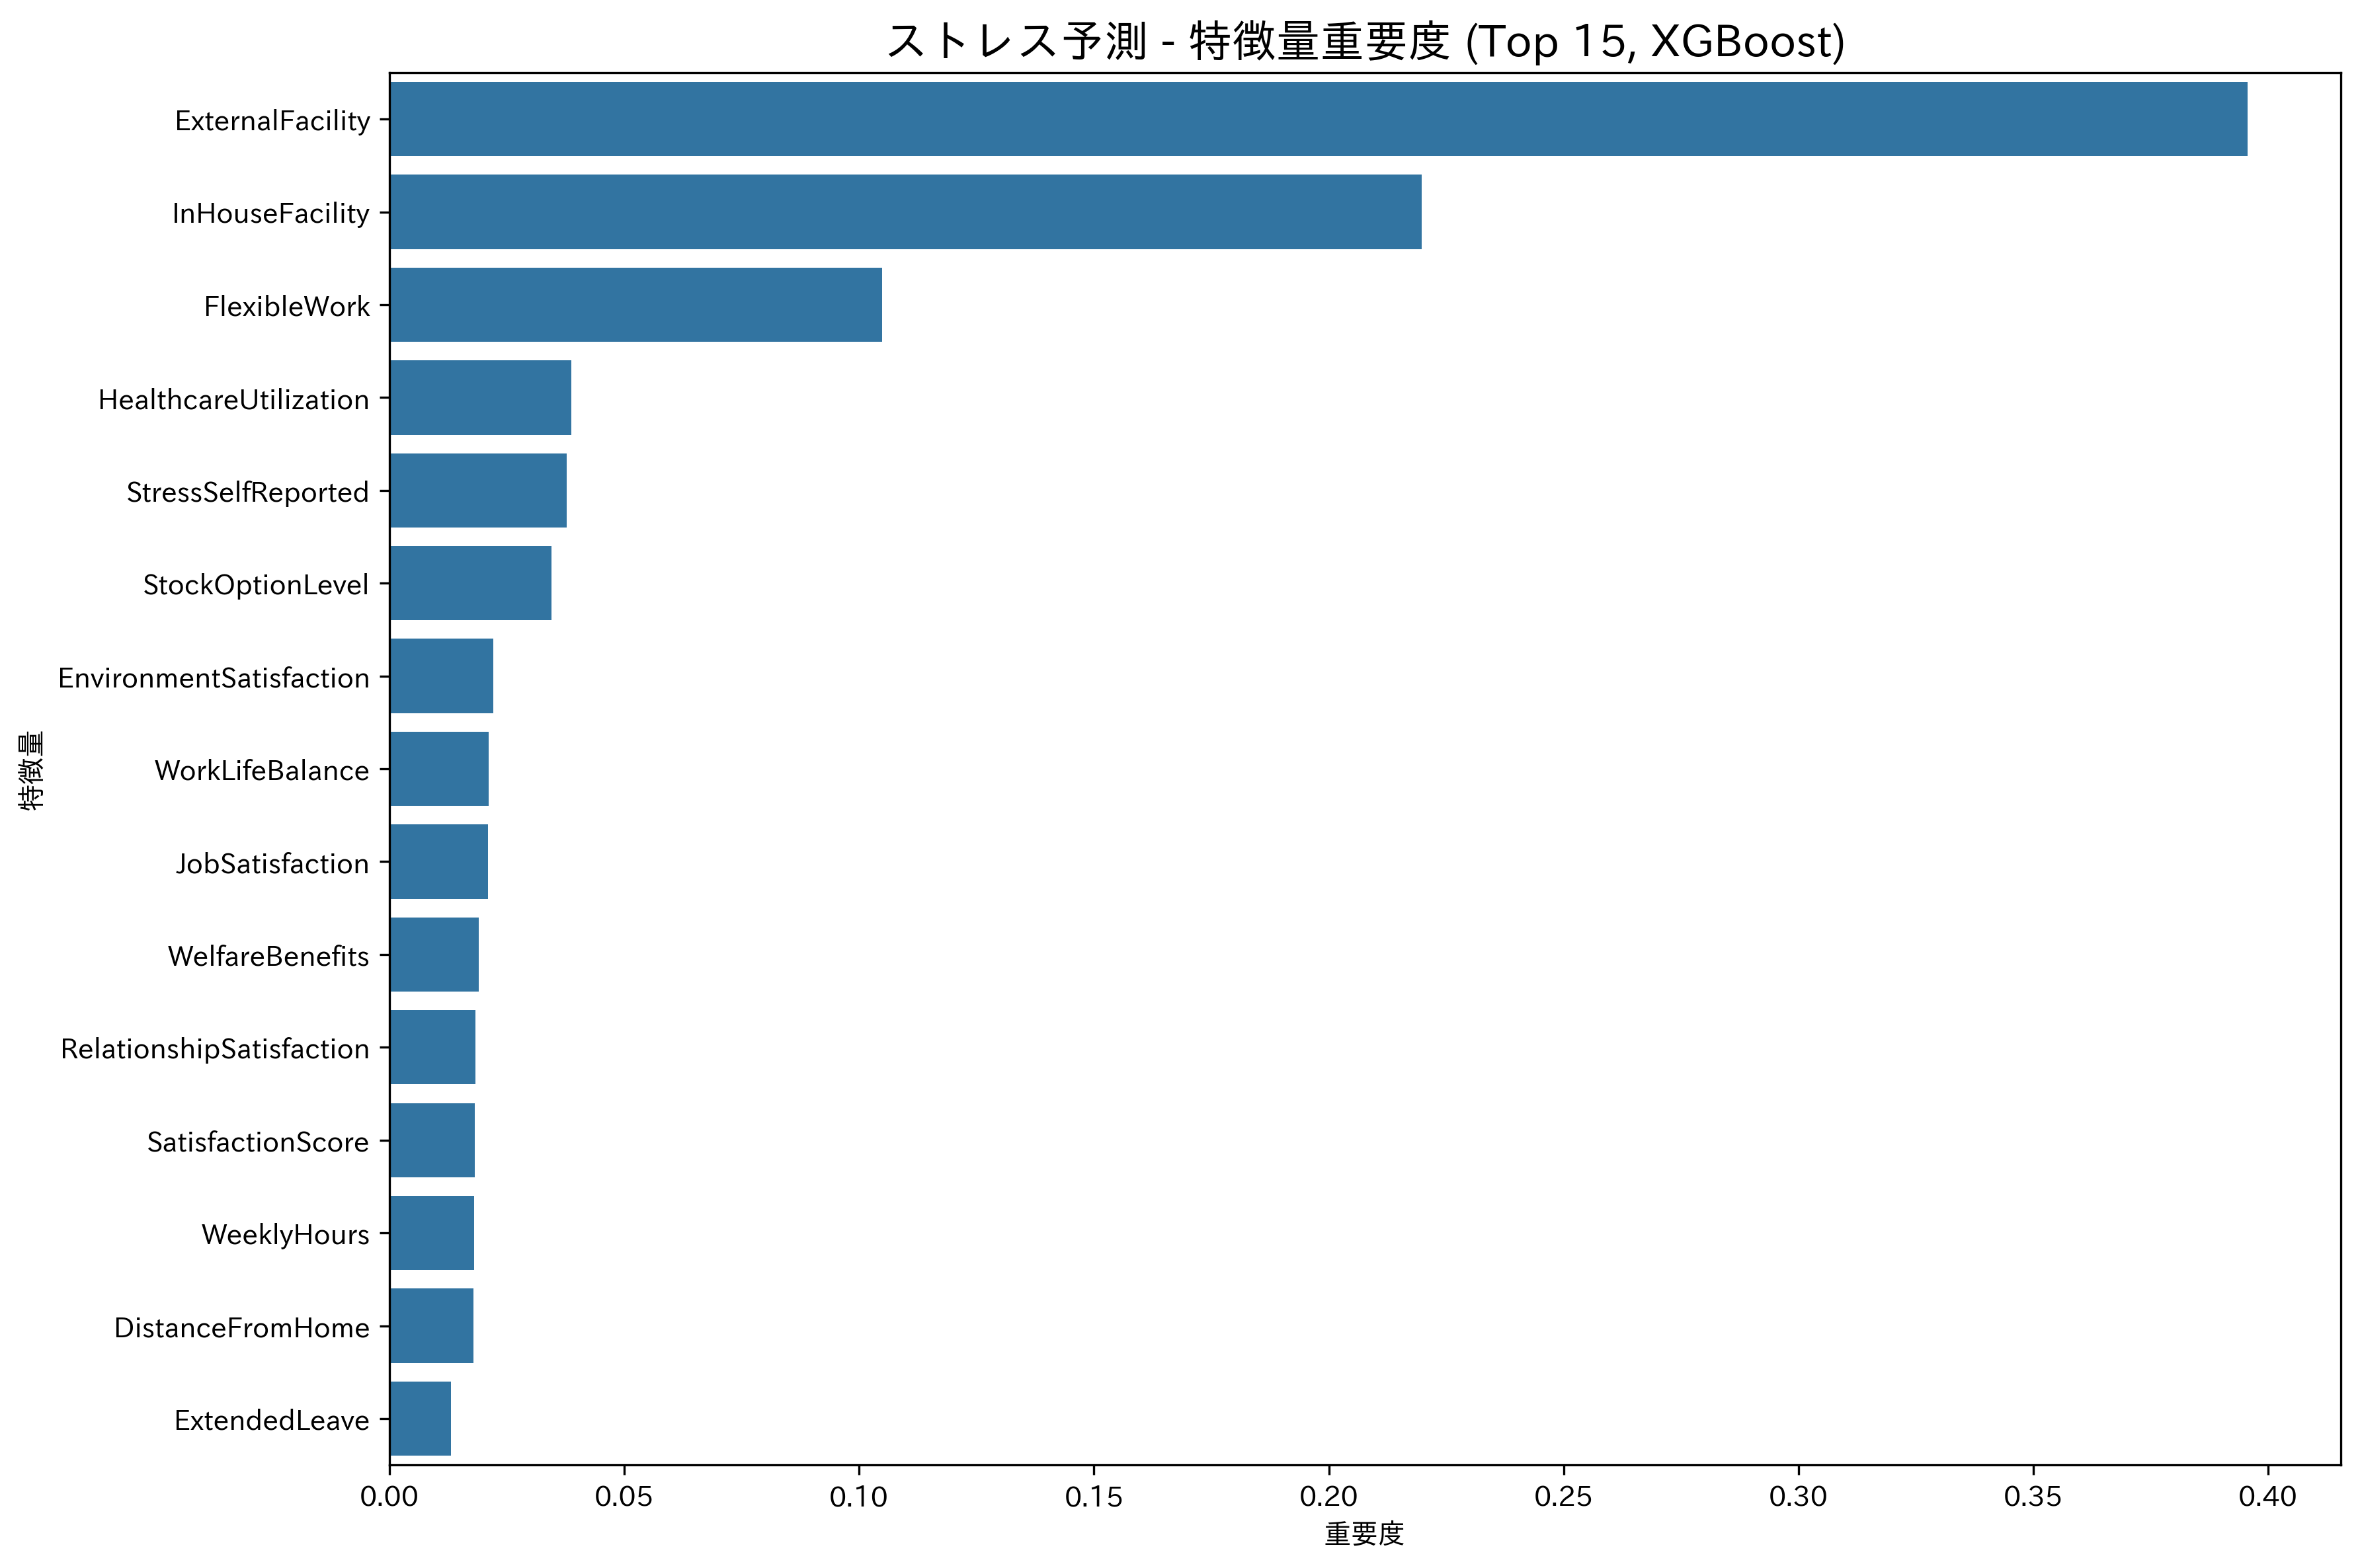 ストレス予測 - 特徴量重要度 (Top 15, XGBoost)
特徴量
ExternalFacility
InHouseFacility
FlexibleWork
HealthcareUtilization
StressSelfReported
StockOptionLevel
EnvironmentSatisfaction
WorkLifeBalance
JobSatisfaction
WelfareBenefits
RelationshipSatisfaction
SatisfactionScore
WeeklyHours
DistanceFromHome
ExtendedLeave
0.00 0.05 0.10 0.15 0.20 0.25 0.30 0.35 0.40
重要度